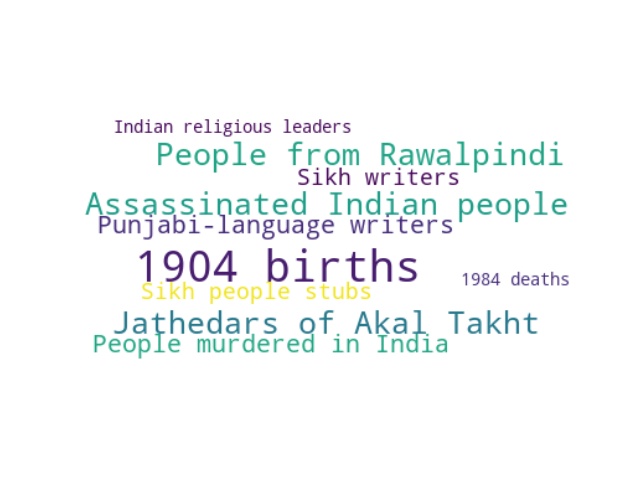 Indian religious leaders
People from Rawalpindi
Sikh writers
Assassinated Indian people
Punjabi-language writers
1904 births
1984 deaths
Sikh people stubs
Jathedars of Akal Takht
People murdered in India